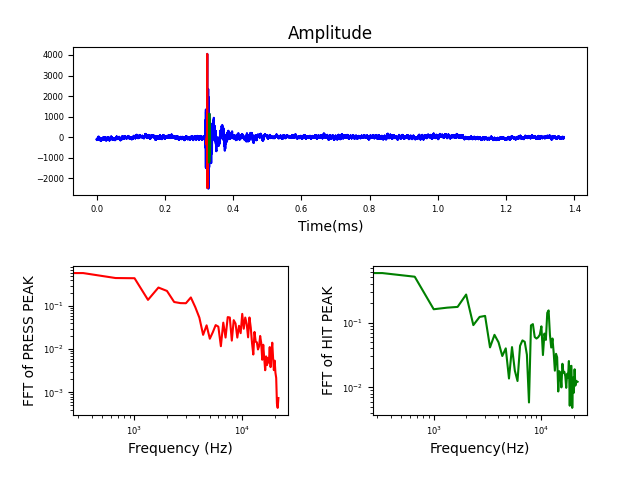 Amplitude
4000
3000
2000
1000
0
−1000
−2000
0.0 0.2 0.4 0.6 0.8 1.0 1.2 1.4
Time(ms)
FFT of PRESS PEAK
10⁻¹
10⁻²
10⁻³
10³ 10⁴
Frequency (Hz)
FFT of HIT PEAK
10⁻¹
10⁻²
10³ 10⁴
Frequency(Hz)